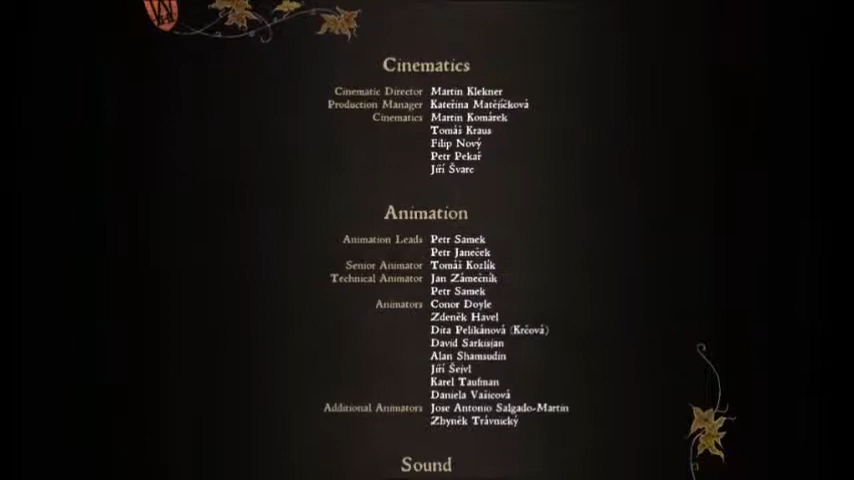 Cinematics
Cinematic Director Martin Klekner
Production Manager Kateřina Matějíčková
Cinematics Martin Komárek
Tomáš Kraus
Filip Nový
Petr Pekař
Jiří Švarc
Animation
Animation Leads Petr Samek
Petr Janeček
Senior Animator Tomáš Kozlík
Technical Animator Jan Zámečník
Petr Samek
Animators Conor Doyle
Zdeněk Havel
Dita Pelikánová (Krčová)
David Sarkisjan
Alan Shamsudin
Jiří Šejvl
Karel Taufman
Daniela Vašicová
Additional Animators Jose Antonio Salgado-Martin
Zbyněk Trávnický
Sound